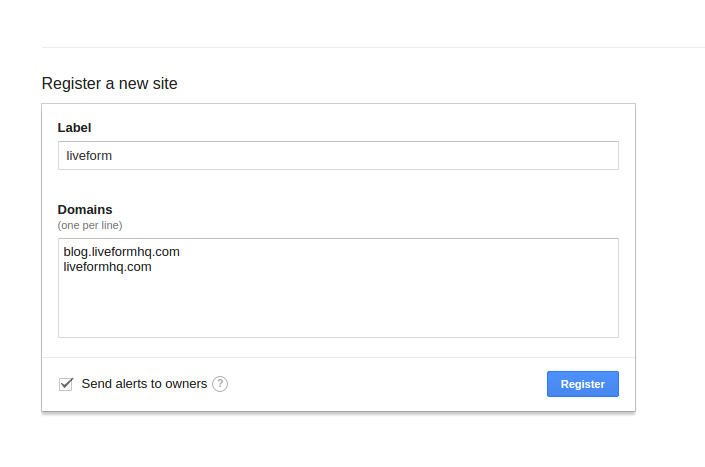 Register a new site
Label
liveform
Domains
(one per line)
blog.liveformhq.com
liveformhq.com
Send alerts to owners ?
Register